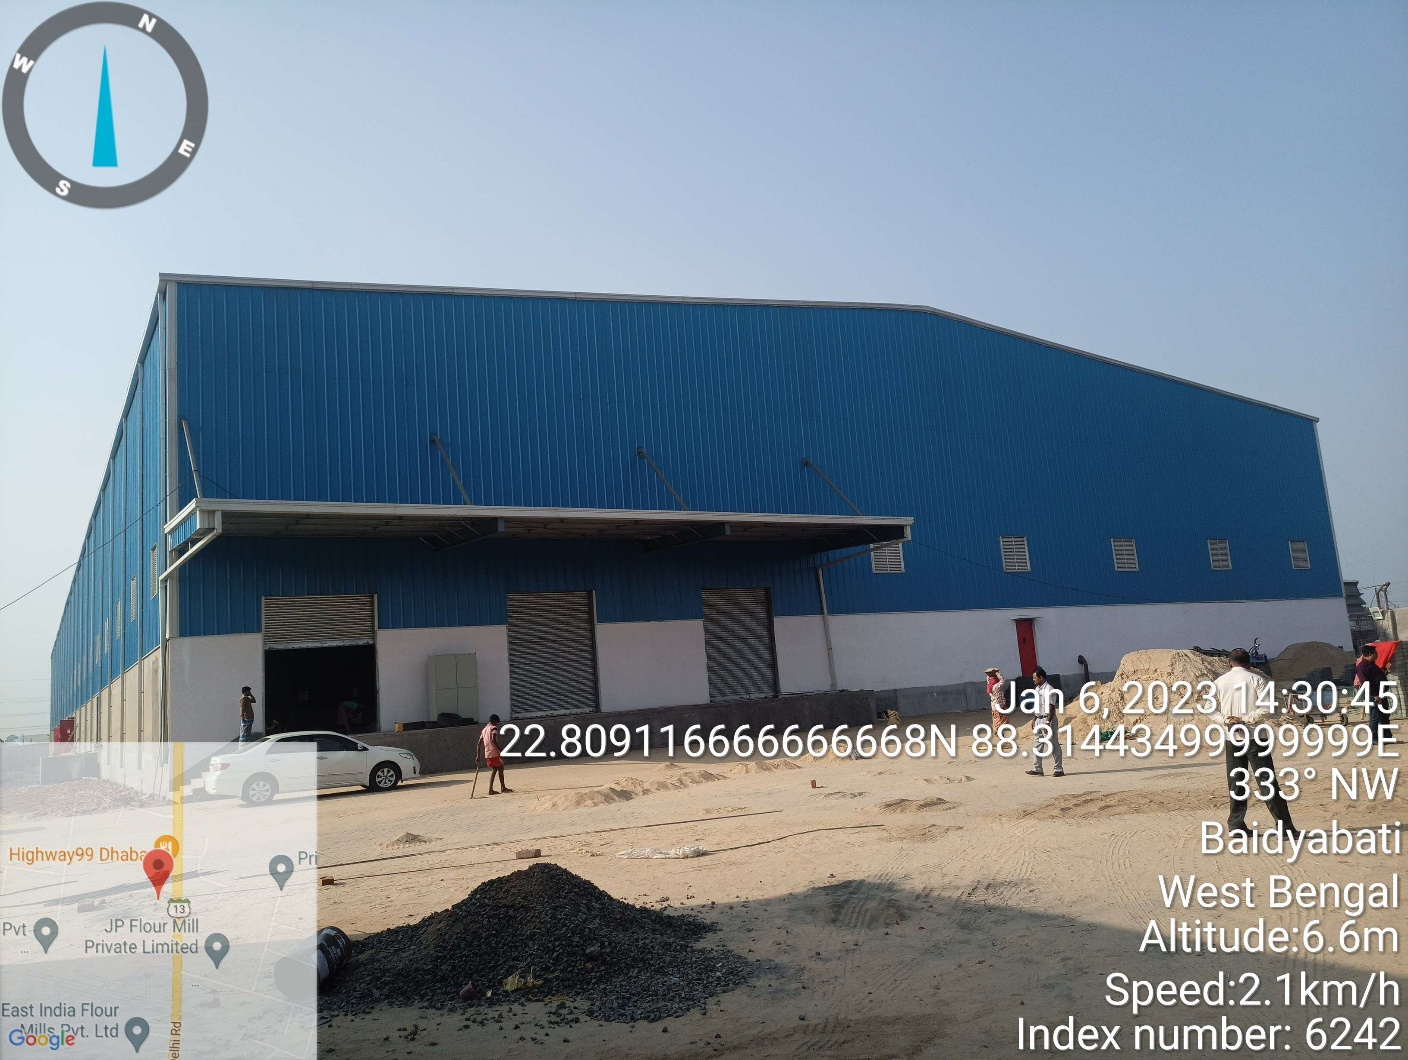 N
W
E
S
Jan 6, 2023 14:30:45
22.809116666666668N 88.31443499999999E
333° NW
Baidyabati
West Bengal
Altitude:6.6m
Speed:2.1km/h
Index number: 6242
Highway99 Dhaba
Pri
13
Pvt
...
JP Flour Mill
Private Limited
...
East India Flour
Mills Pvt. Ltd
Google
elhi Rd